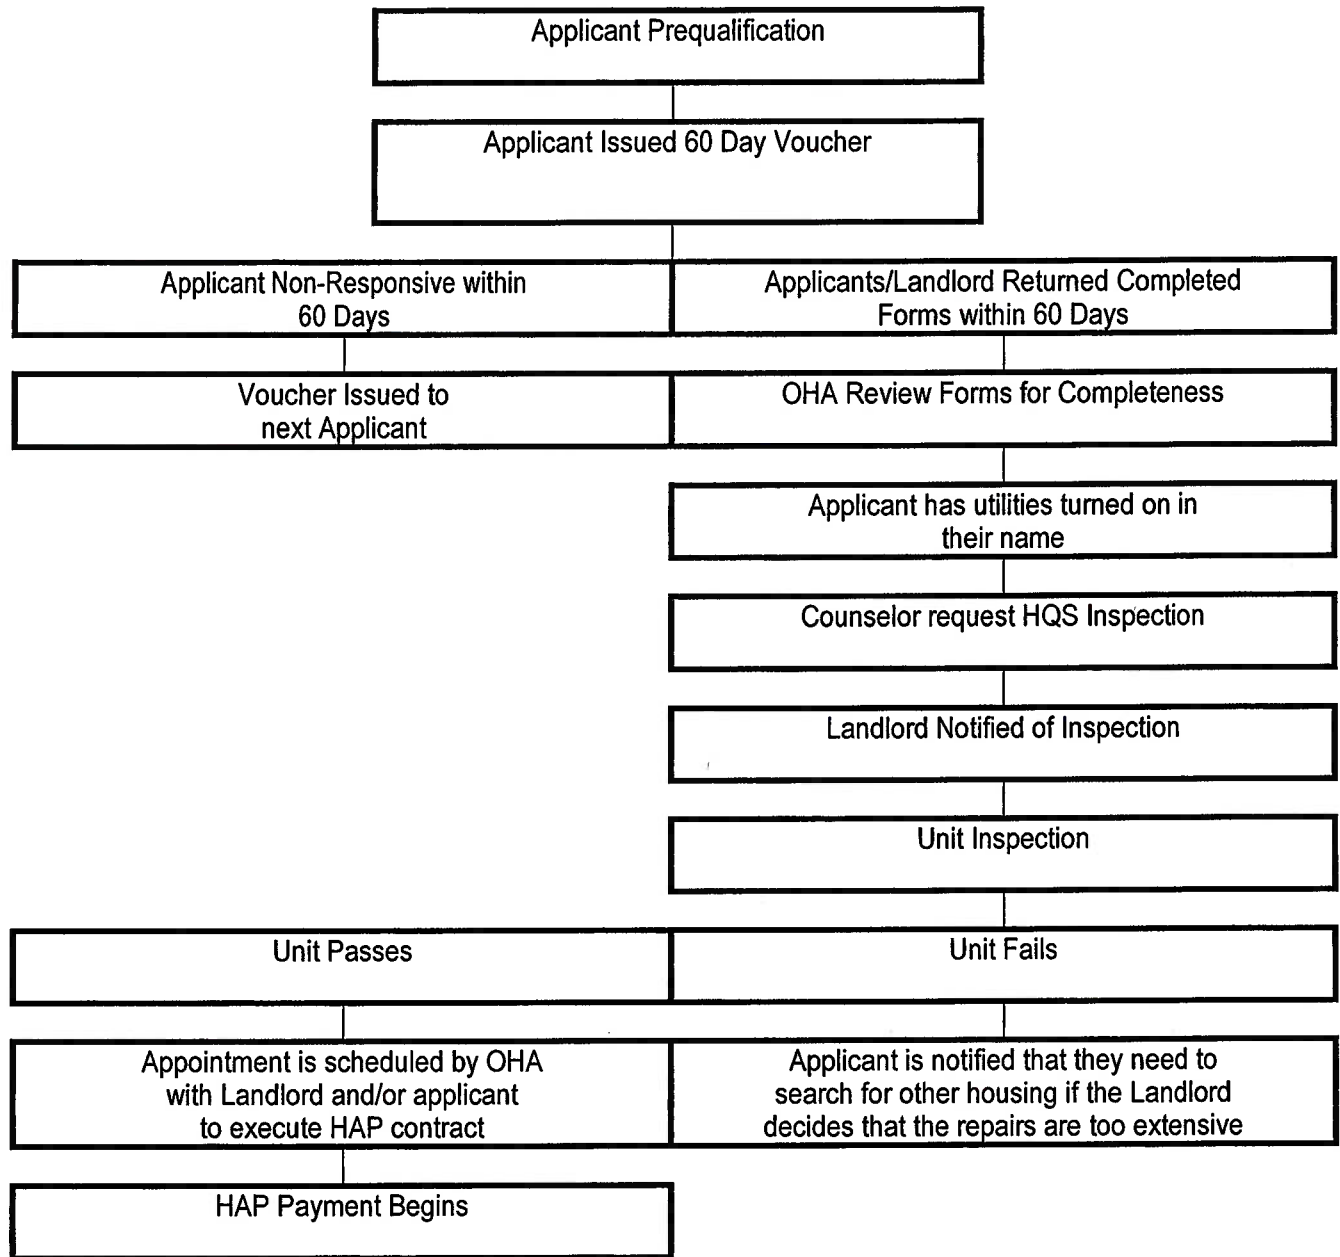 Applicant Prequalification
Applicant Issued 60 Day Voucher
Applicant Non-Responsive within
60 Days
Applicants/Landlord Returned Completed
Forms within 60 Days
Voucher Issued to
next Applicant
OHA Review Forms for Completeness
Applicant has utilities turned on in
their name
Counselor request HQS Inspection
Landlord Notified of Inspection
Unit Inspection
Unit Passes
Unit Fails
Appointment is scheduled by OHA
with Landlord and/or applicant
to execute HAP contract
Applicant is notified that they need to
search for other housing if the Landlord
decides that the repairs are too extensive
HAP Payment Begins